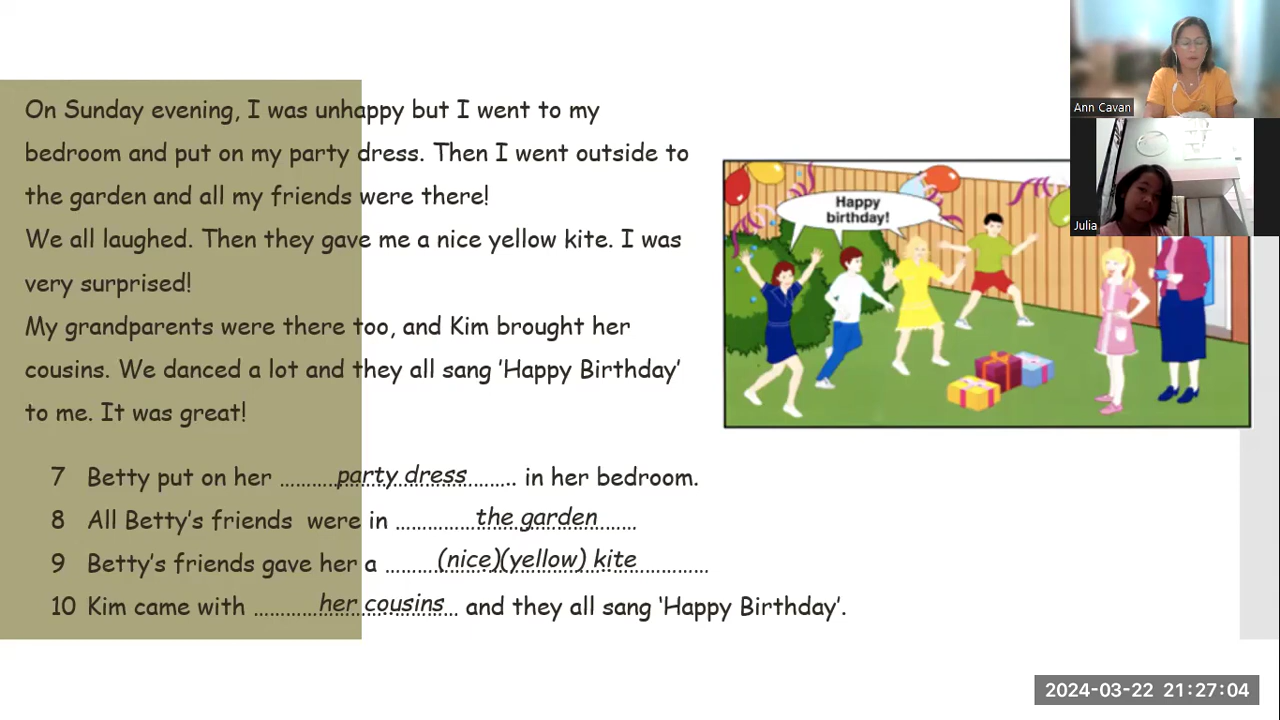 On Sunday evening, I was unhappy but I went to my
bedroom and put on my party dress. Then I went outside to
the garden and all my friends were there!
We all laughed. Then they gave me a nice yellow kite. I was
very surprised!
My grandparents were there too, and Kim brought her
cousins. We danced a lot and they all sang 'Happy Birthday'
to me. It was great!
7 Betty put on her ………party dress…….. in her bedroom.
8 All Betty's friends were in …………the garden………
9 Betty's friends gave her a ………(nice)(yellow) kite…………
10 Kim came with …………her cousins… and they all sang 'Happy Birthday'.
Happy
birthday!
Ann Cavan
Julia
2024-03-22 21:27:04